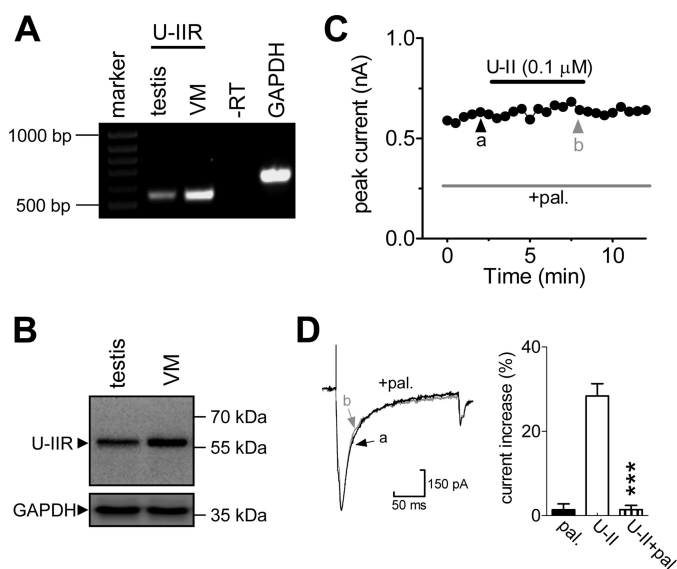 A
U-IIR
marker
testis
VM
-RT
GAPDH
1000 bp
500 bp
C
1.0
0.5
0.0
peak current (nA)
U-II (0.1 µM)
a
b
+pal.
0
5
10
Time (min)
B
testis
VM
70 kDa
U-IIR
55 kDa
GAPDH
35 kDa
D
+pal.
b
a
150 pA
50 ms
40
20
0
current increase (%)
***
pal.
U-II
U-II+pal